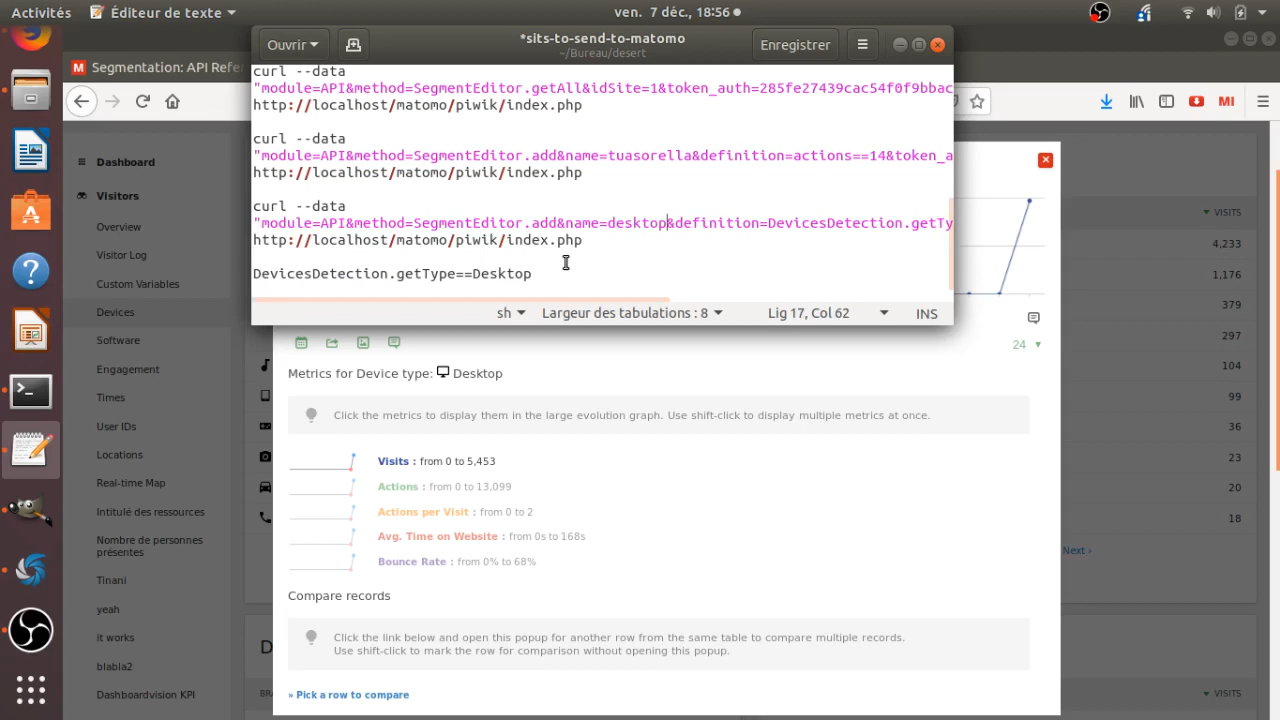 Activités
Éditeur de texte
ven. 7 déc., 18:56
Segmentation: API Refer
Ouvrir
*sits-to-send-to-matomo
~/Bureau/desert
Enregistrer
MI
curl --data
"module=API&method=SegmentEditor.getAll&idSite=1&token_auth=285fe27439cac54f0f9bbac
http://localhost/matomo/piwik/index.php
curl --data
"module=API&method=SegmentEditor.add&name=tuasorella&definition=actions==14&token_a
http://localhost/matomo/piwik/index.php
curl --data
"module=API&method=SegmentEditor.add&name=desktop&definition=DevicesDetection.getTy
http://localhost/matomo/piwik/index.php
DevicesDetection.getType==Desktop
sh
Largeur des tabulations : 8
Lig 17, Col 62
INS
Dashboard
Visitors
Overview
Visitor Log
Custom Variables
Devices
Software
Engagement
Times
User IDs
Locations
Real-time Map
Intitulé des ressources
Nombre de personnes
présentes
Tinani
yeah
it works
blabla2
Dashboardvision KPI
24
Metrics for Device type: Desktop
Click the metrics to display them in the large evolution graph. Use shift-click to display multiple metrics at once.
Visits : from 0 to 5,453
Actions : from 0 to 13,099
Actions per Visit : from 0 to 2
Avg. Time on Website : from 0s to 168s
Bounce Rate : from 0% to 68%
Compare records
Click the link below and open this popup for another row from the same table to compare multiple records.
Use shift-click to mark the row for comparison without opening this popup.
» Pick a row to compare
VISITS
4,233
1,176
379
297
104
99
36
23
20
18
Next ›
D
BRA
VISITS